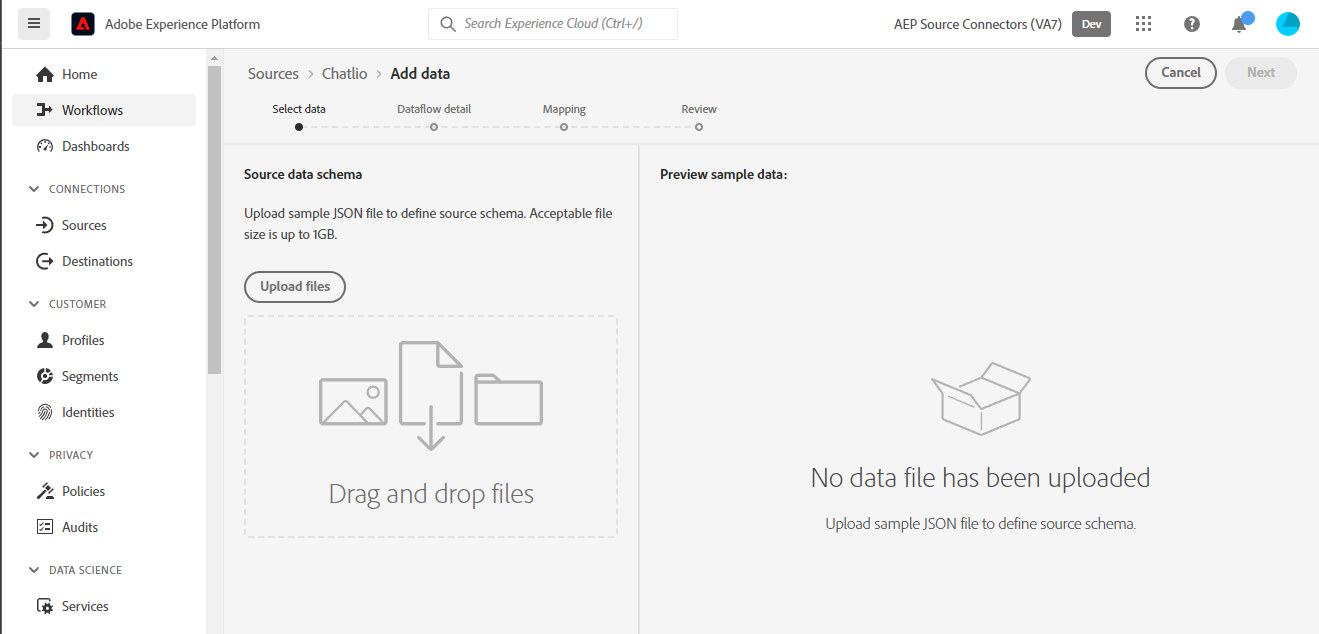 Adobe Experience Platform
Search Experience Cloud (Ctrl+/)
AEP Source Connectors (VA7)
Dev
Home
Workflows
Dashboards
CONNECTIONS
Sources
Destinations
CUSTOMER
Profiles
Segments
Identities
PRIVACY
Policies
Audits
DATA SCIENCE
Services
Sources > Chatlio > Add data
Cancel
Next
Select data
Dataflow detail
Mapping
Review
Source data schema
Upload sample JSON file to define source schema. Acceptable file
size is up to 1GB.
Upload files
Drag and drop files
Preview sample data:
No data file has been uploaded
Upload sample JSON file to define source schema.